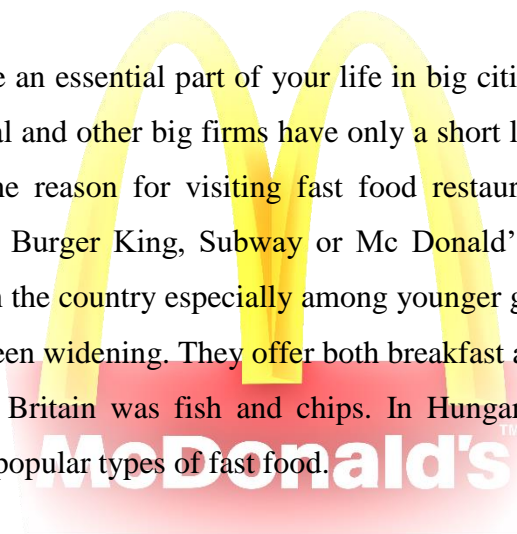 e an essential part of your life in big citi
al and other big firms have only a short l
ne reason for visiting fast food restaur
Burger King, Subway or Mc Donald’
n the country especially among younger g
een widening. They offer both breakfast a
Britain was fish and chips. In Hungar
popular types of fast food.
McDonald's™